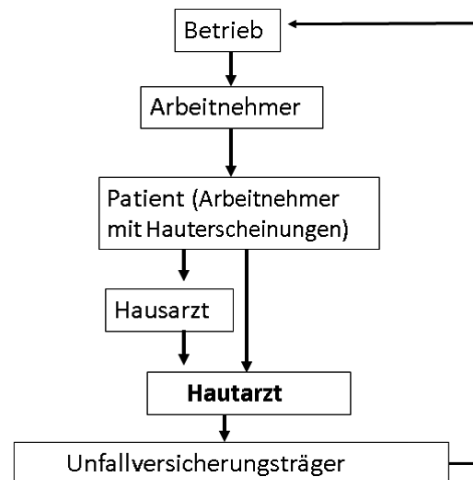 Betrieb
Arbeitnehmer
Patient (Arbeitnehmer
mit Hauterscheinungen)
Hausarzt
Hautarzt
Unfallversicherungsträger